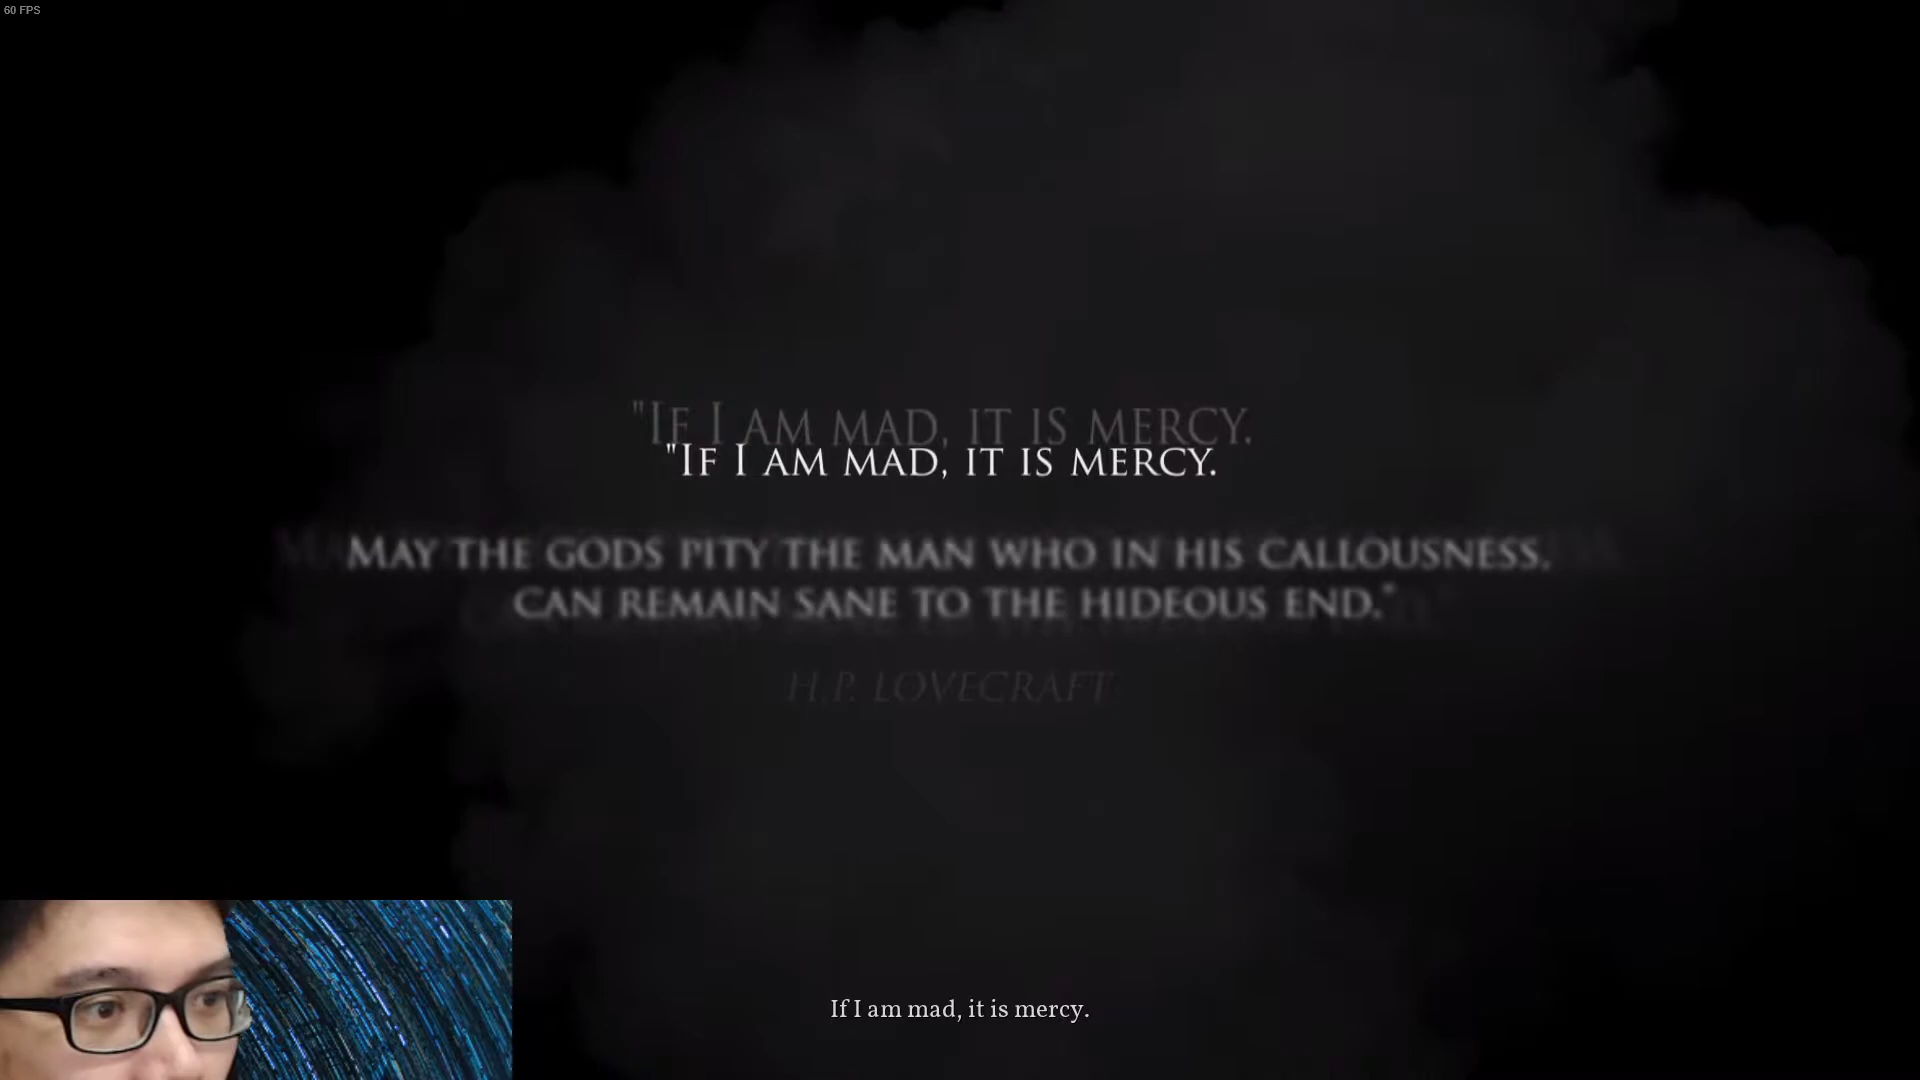 60 FPS
"If I am mad, it is mercy.
"If I am mad, it is mercy.
May the gods pity the man who in his callousness,
can remain sane to the hideous end."
H.P. Lovecraft
If I am mad, it is mercy.